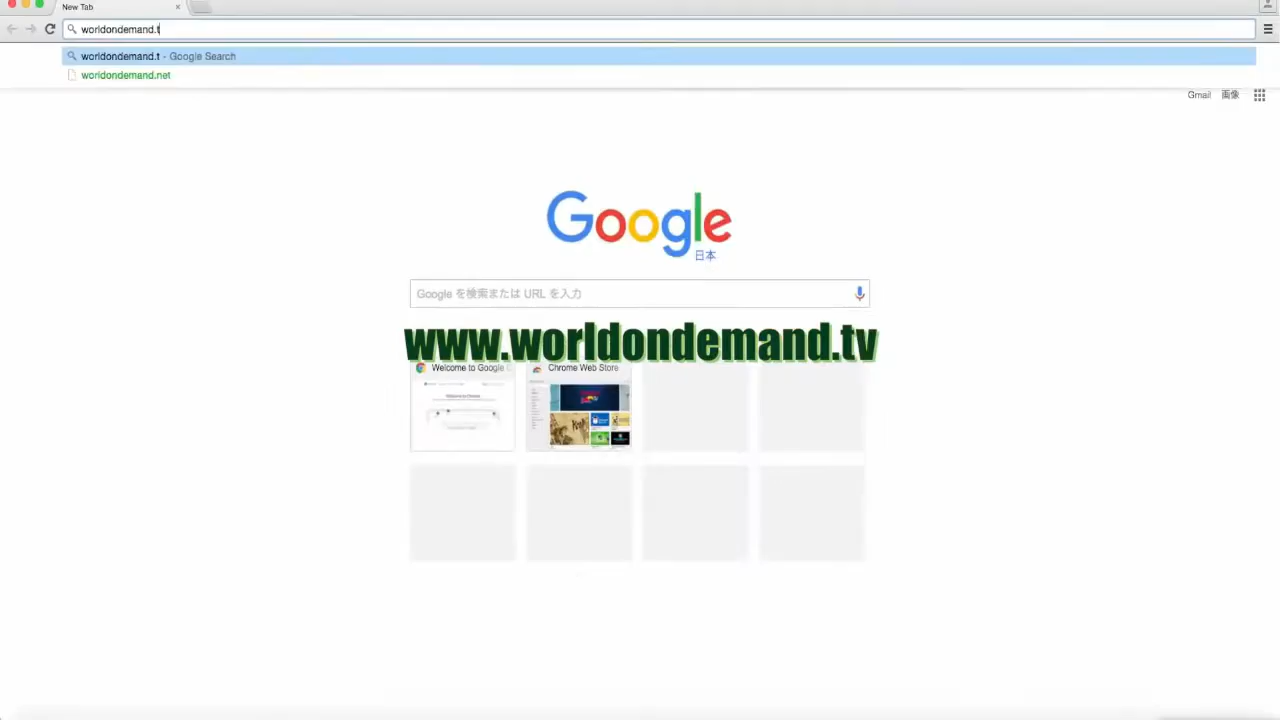 New Tab
worldondemand.t
worldondemand.t - Google Search
worldondemand.net
Gmail 画像
Google
日本
Google を検索または URL を入力
www.worldondemand.tv
Welcome to Google C
Chrome Web Store